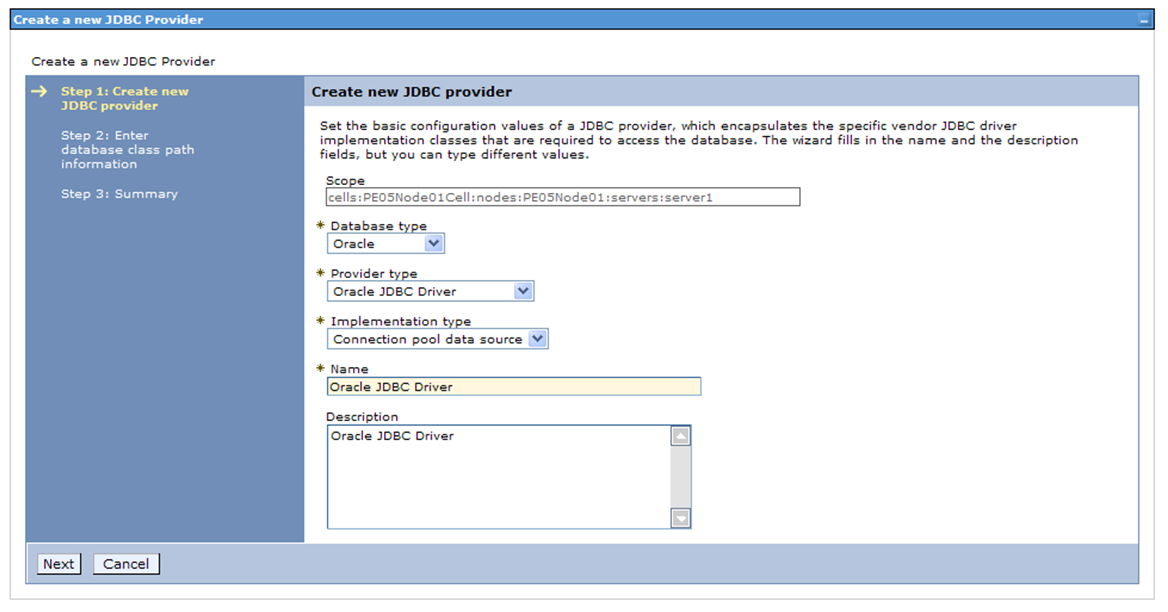 Create a new JDBC Provider
Create a new JDBC Provider
Step 1: Create new
JDBC provider
Step 2: Enter
database class path
information
Step 3: Summary
Create new JDBC provider
Set the basic configuration values of a JDBC provider, which encapsulates the specific vendor JDBC driver
implementation classes that are required to access the database. The wizard fills in the name and the description
fields, but you can type different values.
Scope
cells:PE05Node01Cell:nodes:PE05Node01:servers:server1
* Database type
Oracle
* Provider type
Oracle JDBC Driver
* Implementation type
Connection pool data source
* Name
Oracle JDBC Driver
Description
Oracle JDBC Driver
Next
Cancel